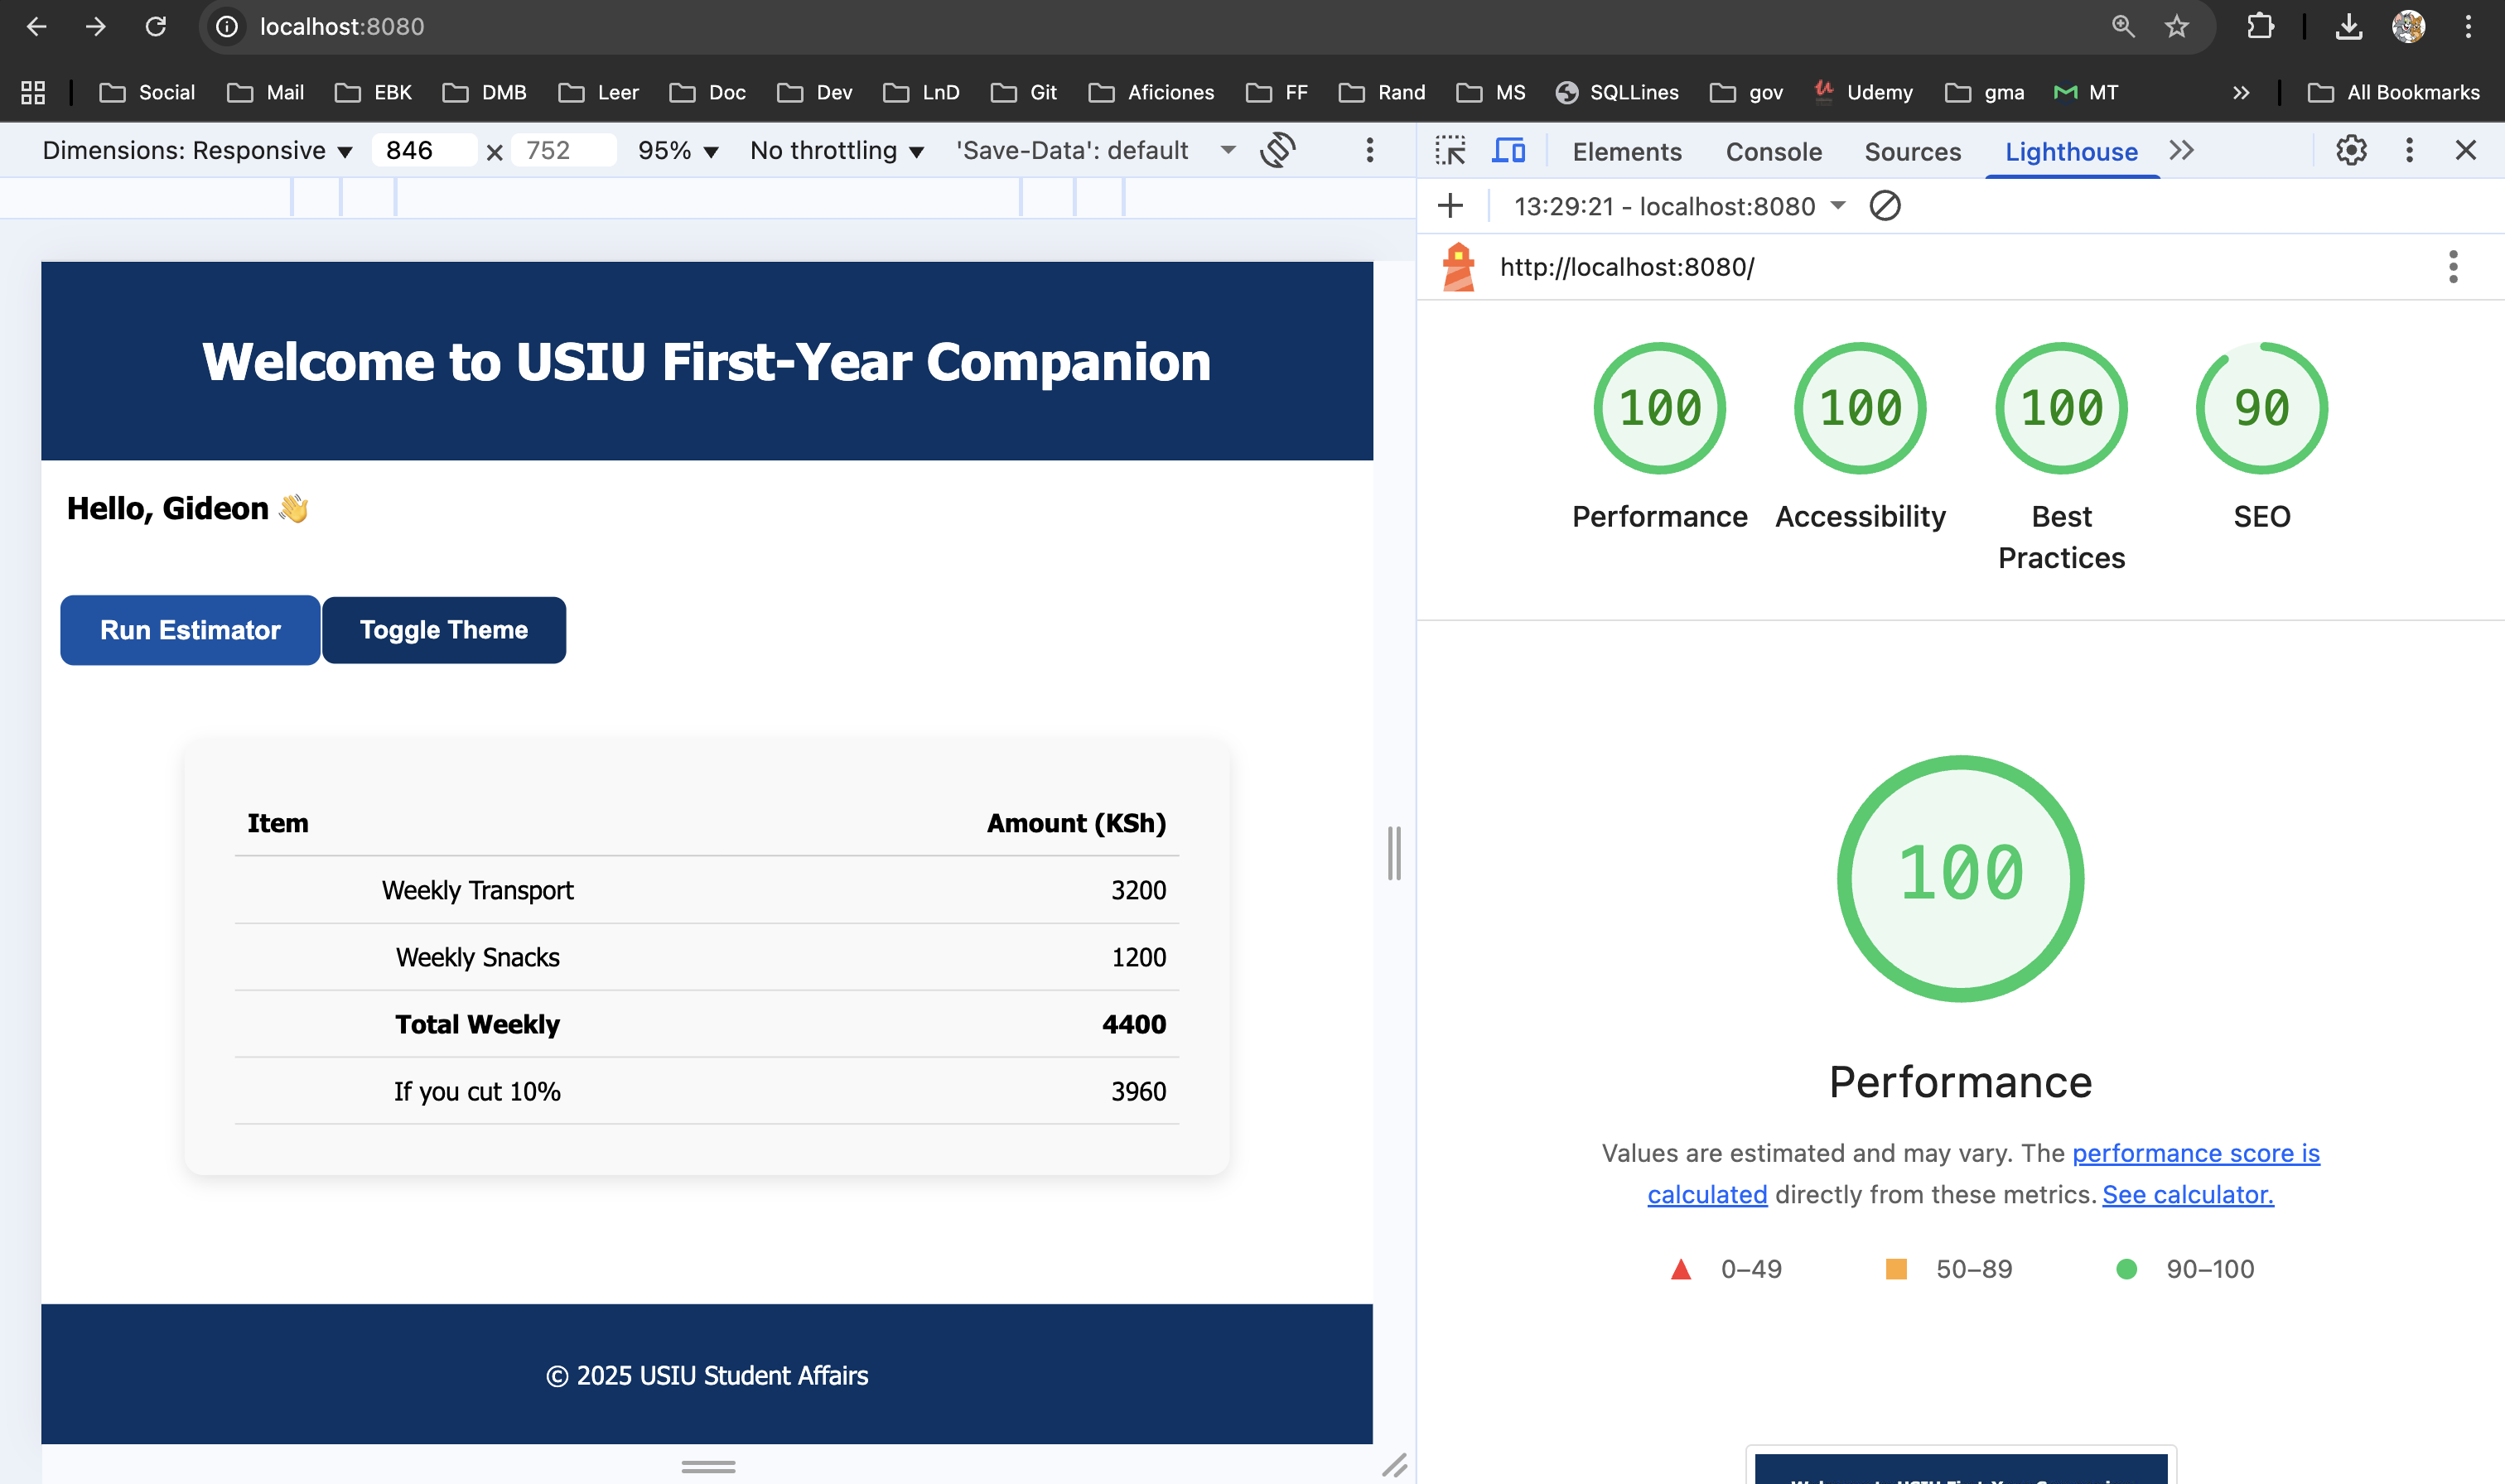 localhost:8080
Social Mail EBK DMB Leer Doc Dev LnD Git Aficiones FF Rand MS SQLLines gov Udemy gma MT All Bookmarks
Dimensions: Responsive 846 × 752 95% No throttling 'Save-Data': default
Welcome to USIU First-Year Companion
Hello, Gideon 👋
Run Estimator Toggle Theme
Item Amount (KSh)
Weekly Transport 3200
Weekly Snacks 1200
Total Weekly 4400
If you cut 10% 3960
© 2025 USIU Student Affairs
Elements Console Sources Lighthouse
13:29:21 - localhost:8080
http://localhost:8080/
100 100 100 90
Performance Accessibility Best Practices SEO
100
Performance
Values are estimated and may vary. The performance score is
calculated directly from these metrics. See calculator.
0–49 50–89 90–100